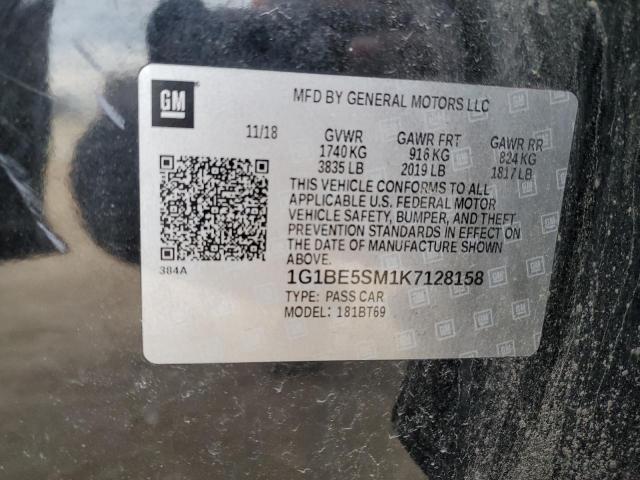 GM
MFD BY GENERAL MOTORS LLC
11/18 GVWR GAWR FRT GAWR RR
1740 KG 916 KG 824 KG
3835 LB 2019 LB 1817 LB
THIS VEHICLE CONFORMS TO ALL
APPLICABLE U.S. FEDERAL MOTOR
VEHICLE SAFETY, BUMPER, AND THEFT
PREVENTION STANDARDS IN EFFECT ON
THE DATE OF MANUFACTURE SHOWN
ABOVE.
384A
1G1BE5SM1K7128158
TYPE: PASS CAR
MODEL: 181BT69